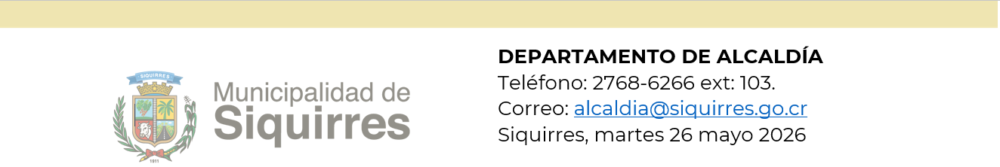 SIQUIRRES
1911
Municipalidad de
Siquirres
DEPARTAMENTO DE ALCALDÍA
Teléfono: 2768-6266 ext: 103.
Correo: alcaldia@siquirres.go.cr
Siquirres, martes 26 mayo 2026